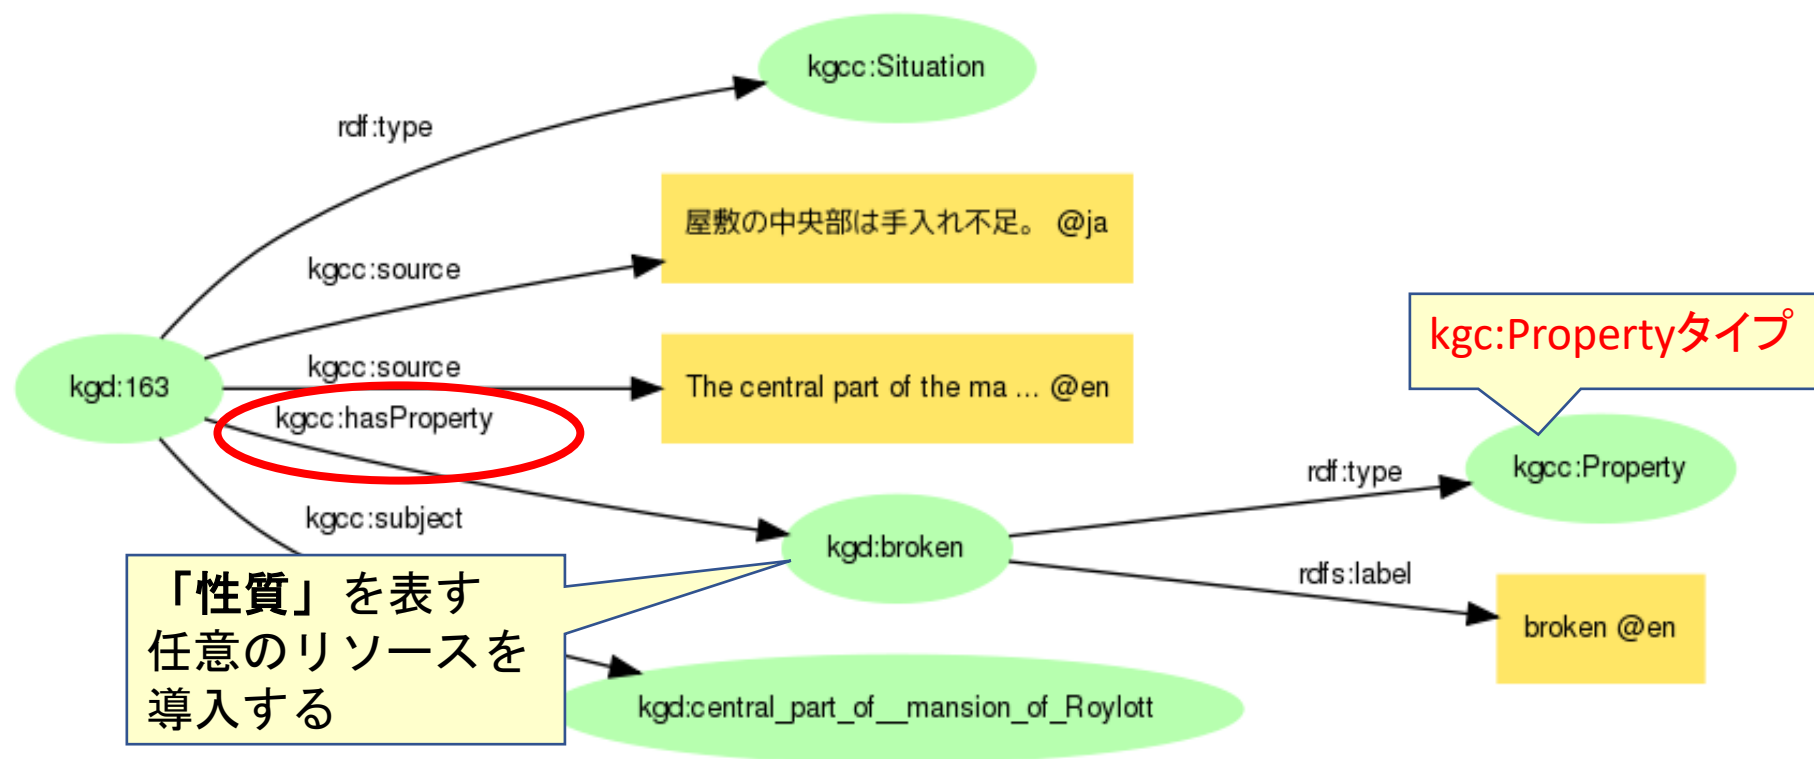 kgcc:Situation
rdf:type
屋敷の中央部は手入れ不足。 @ja
kgcc:source
kgc:Propertyタイプ
kgcc:source
kgd:163
The central part of the ma ... @en
kgcc:hasProperty
rdf:type
kgcc:Property
kgcc:subject
kgd:broken
rdfs:label
「性質」を表す
任意のリソースを
導入する
broken @en
kgd:central_part_of__mansion_of_Roylott